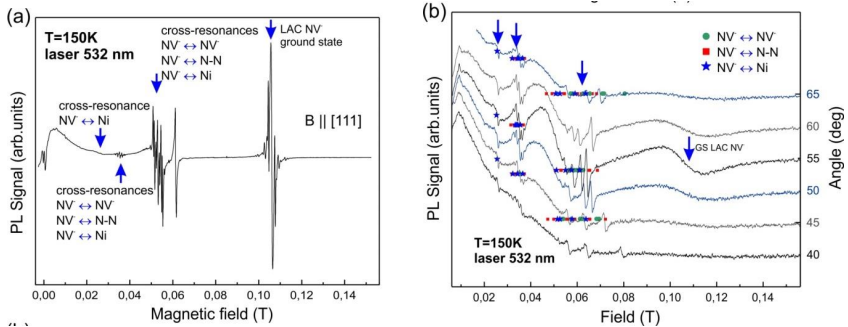 (a)
T=150K
laser 532 nm
cross-resonances
NV⁻ ↔ NV⁻
NV⁻ ↔ N-N
NV⁻ ↔ Ni
LAC NV⁻
ground state
cross-resonance
NV⁻ ↔ Ni
B || [111]
cross-resonances
NV⁻ ↔ NV⁻
NV⁻ ↔ N-N
NV⁻ ↔ Ni
PL Signal (arb.units)
0,00 0,02 0,04 0,06 0,08 0,10 0,12 0,14
Magnetic field (T)
(b)
NV⁻ ↔ NV⁻
NV⁻ ↔ N-N
NV⁻ ↔ Ni
GS LAC NV⁻
T=150K
laser 532 nm
PL Signal (arb.units)
65
60
55
50
45
40
Angle (deg)
0,02 0,04 0,06 0,08 0,10 0,12 0,14
Field (T)